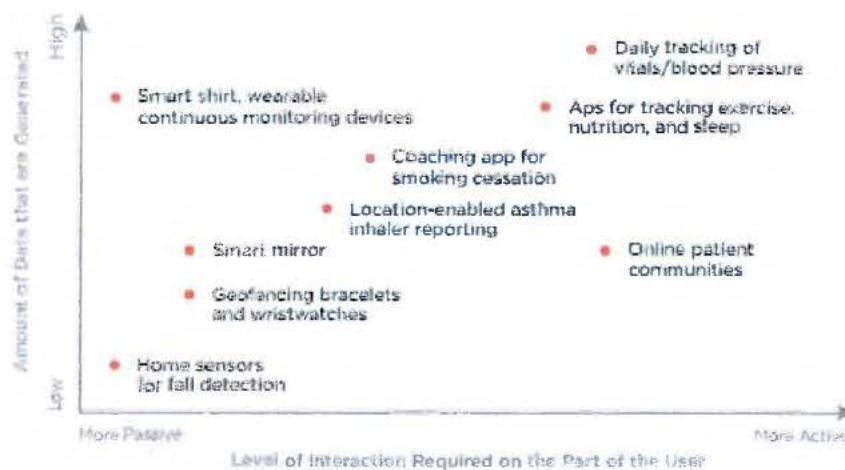 High
Amount of Data that are Generated
Low
Daily tracking of
vitals/blood pressure
Smart shirt, wearable
continuous monitoring devices
Aps for tracking exercise,
nutrition, and sleep
Coaching app for
smoking cessation
Location-enabled asthma
inhaler reporting
Smart mirror
Online patient
communities
Geofancing bracelets
and wristwatches
Home sensors
for fall detection
More Passive
More Active
Level of Interaction Required on the Part of the User